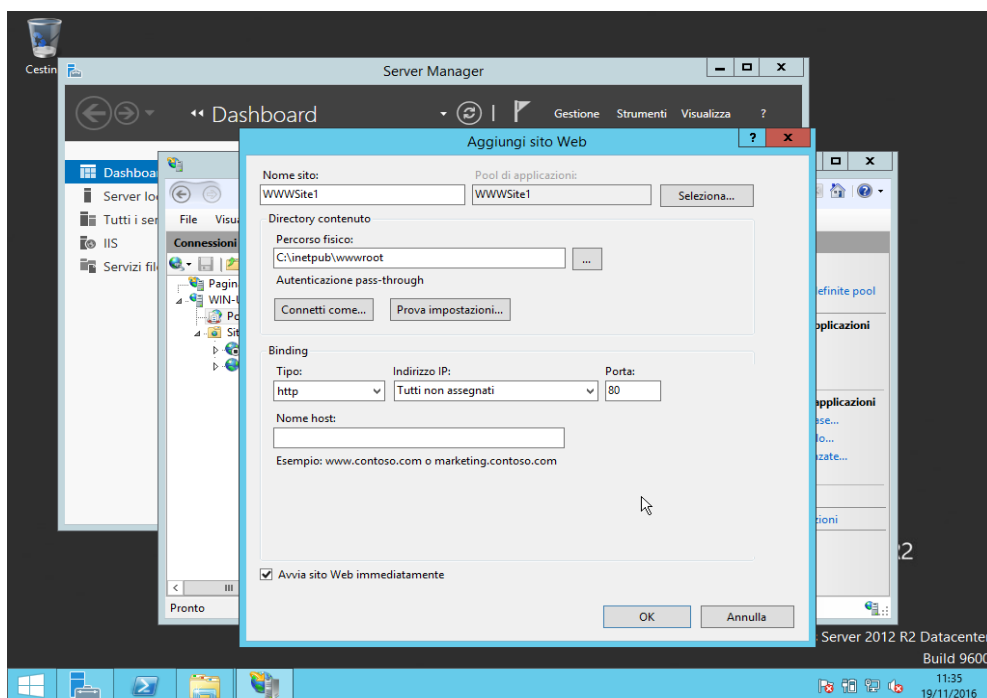 Cestin
Server Manager
Dashboard
Gestione Strumenti Visualizza ?
Aggiungi sito Web
?
Nome sito:
Pool di applicazioni:
WWWSite1
WWWSite1
Seleziona...
Directory contenuto
Percorso fisico:
C:\inetpub\wwwroot
...
Autenticazione pass-through
Connetti come...
Prova impostazioni...
Binding
Tipo:
Indirizzo IP:
Porta:
http
Tutti non assegnati
80
Nome host:
Esempio: www.contoso.com o marketing.contoso.com
Avvia sito Web immediatamente
OK
Annulla
Dashboa
Server lo
Tutti i ser
IIS
Servizi fil
File Visu
Connessioni
Pagin
WIN-U
Po
Sit
Pronto
efinite pool
pplicazioni
applicazioni
ase...
lo...
nzate...
zioni
R2
Server 2012 R2 Datacenter
Build 9600
11:35
19/11/2016